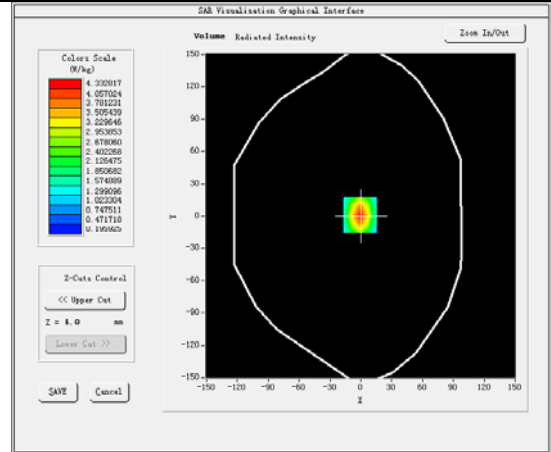 SAR Visualisation Graphical Interface
Volume Radiated Intensity
Zoom In/Out
Colors Scale
(W/kg)
4.332817
4.057024
3.781231
3.505439
3.229646
2.953853
2.678060
2.402268
2.126475
1.850682
1.574889
1.299096
1.023304
0.747511
0.471718
0.195925
150
90
60
30
Y 0
-30
-60
-90
-120
-150
-150 -120 -90 -60 -30 0 30 60 90 120 150
X
Z-Cuts Control
<< Upper Cut
Z = 4.0 mm
Lower Cut >>
SAVE Cancel